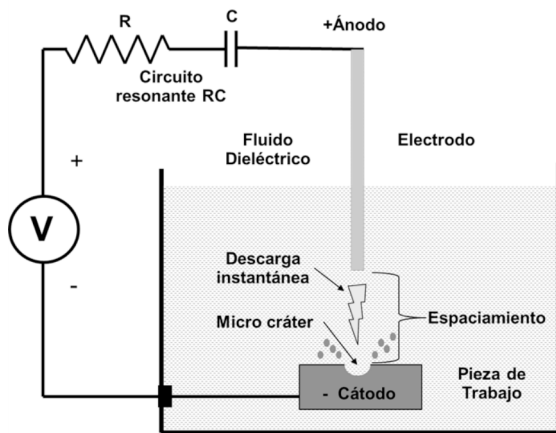 R
C
+Ánodo
Circuito
resonante RC
Fluido
Dieléctrico
Electrodo
+
V
-
Descarga
instantánea
Espaciamiento
Micro cráter
- Cátodo
Pieza de
Trabajo